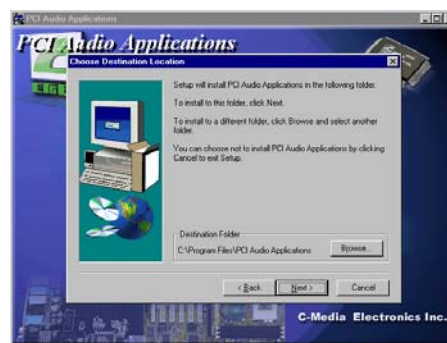 PCI Audio Applications
PCI Audio Applications
Choose Destination Location
Setup will install PCI Audio Applications in the following folder.
To install to this folder, click Next.
To install to a different folder, click Browse and select another
folder.
You can choose not to install PCI Audio Applications by clicking
Cancel to exit Setup.
Destination Folder
C:\Program Files\PCI Audio Applications
Browse...
< Back
Next >
Cancel
C-Media Electronics Inc.